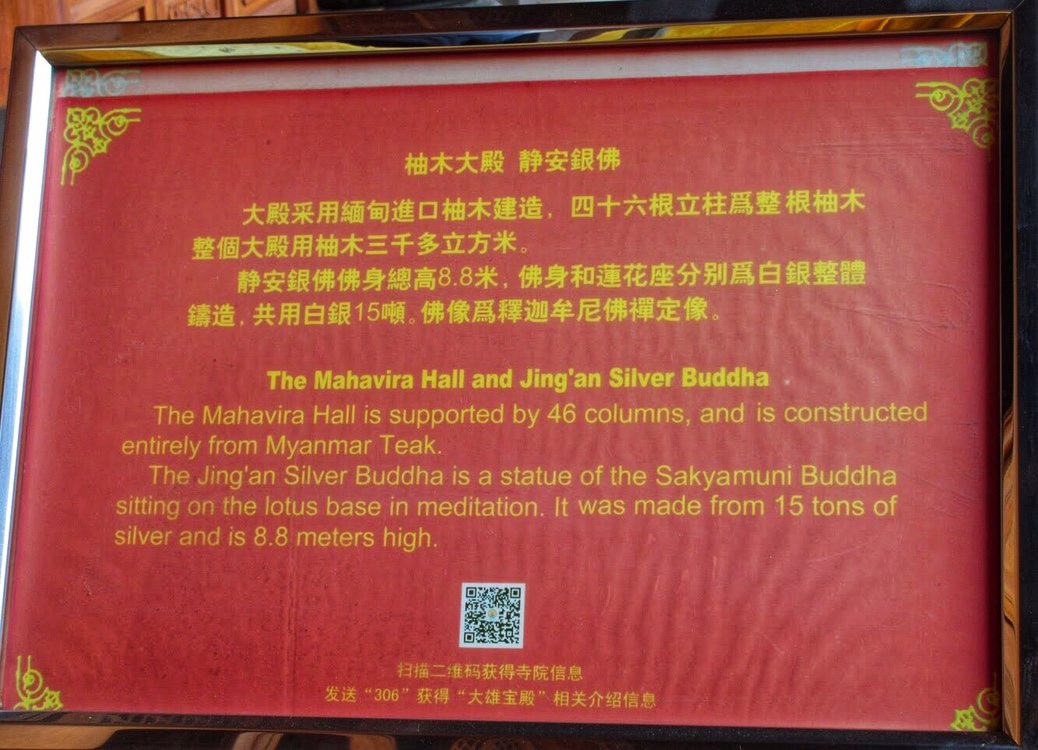 柚木大殿 静安銀佛
大殿采用緬甸進口柚木建造，四十六根立柱爲整根柚木
整個大殿用柚木三千多立方米。
静安銀佛佛身總高8.8米，佛身和蓮花座分别爲白銀整體
鑄造，共用白銀15噸。佛像爲釋迦牟尼佛禪定像。
The Mahavira Hall and Jing'an Silver Buddha
The Mahavira Hall is supported by 46 columns, and is constructed
entirely from Myanmar Teak.
The Jing'an Silver Buddha is a statue of the Sakyamuni Buddha
sitting on the lotus base in meditation. It was made from 15 tons of
silver and is 8.8 meters high.
扫描二维码获得寺院信息
发送“306”获得“大雄宝殿”相关介绍信息